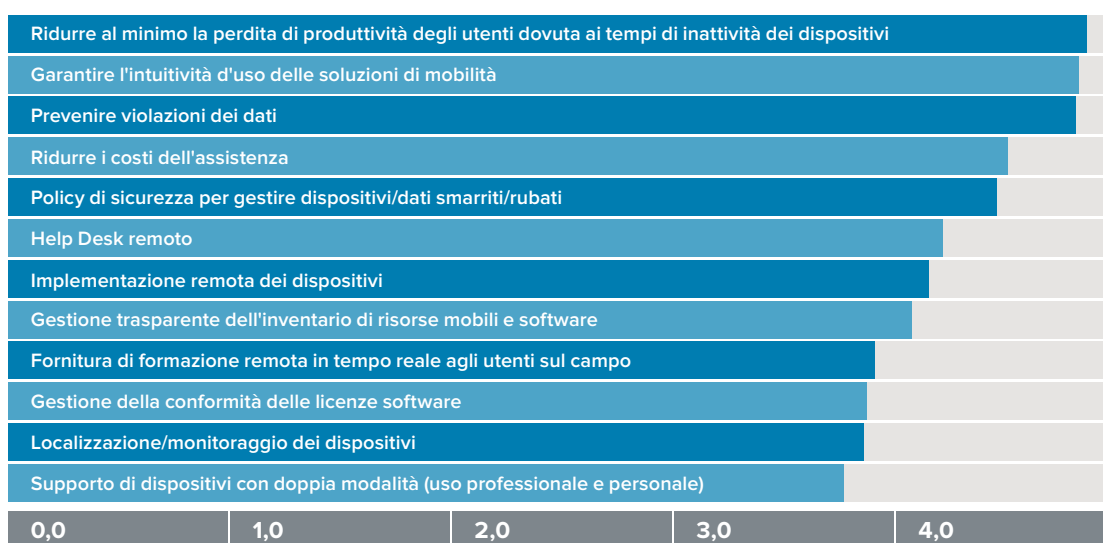 Ridurre al minimo la perdita di produttività degli utenti dovuta ai tempi di inattività dei dispositivi
Garantire l'intuitività d'uso delle soluzioni di mobilità
Prevenire violazioni dei dati
Ridurre i costi dell'assistenza
Policy di sicurezza per gestire dispositivi/dati smarriti/rubati
Help Desk remoto
Implementazione remota dei dispositivi
Gestione trasparente dell'inventario di risorse mobili e software
Fornitura di formazione remota in tempo reale agli utenti sul campo
Gestione della conformità delle licenze software
Localizzazione/monitoraggio dei dispositivi
Supporto di dispositivi con doppia modalità (uso professionale e personale)
0,0 1,0 2,0 3,0 4,0